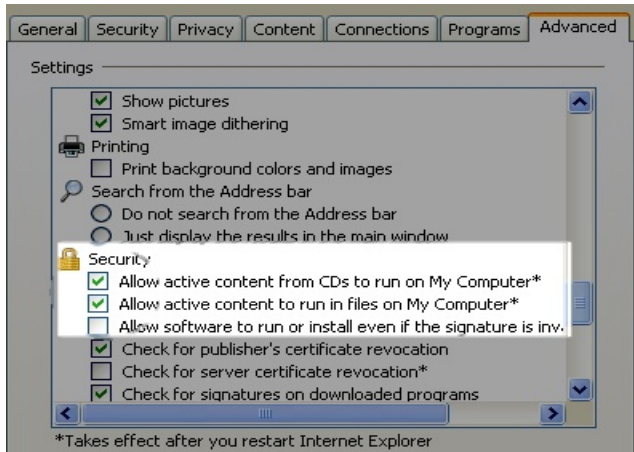 General Security Privacy Content Connections Programs Advanced
Settings
Show pictures
Smart image dithering
Printing
Print background colors and images
Search from the Address bar
Do not search from the Address bar
Just display the results in the main window
Security
Allow active content from CDs to run on My Computer*
Allow active content to run in files on My Computer*
Allow software to run or install even if the signature is inv
Check for publisher's certificate revocation
Check for server certificate revocation*
Check for signatures on downloaded programs
*Takes effect after you restart Internet Explorer